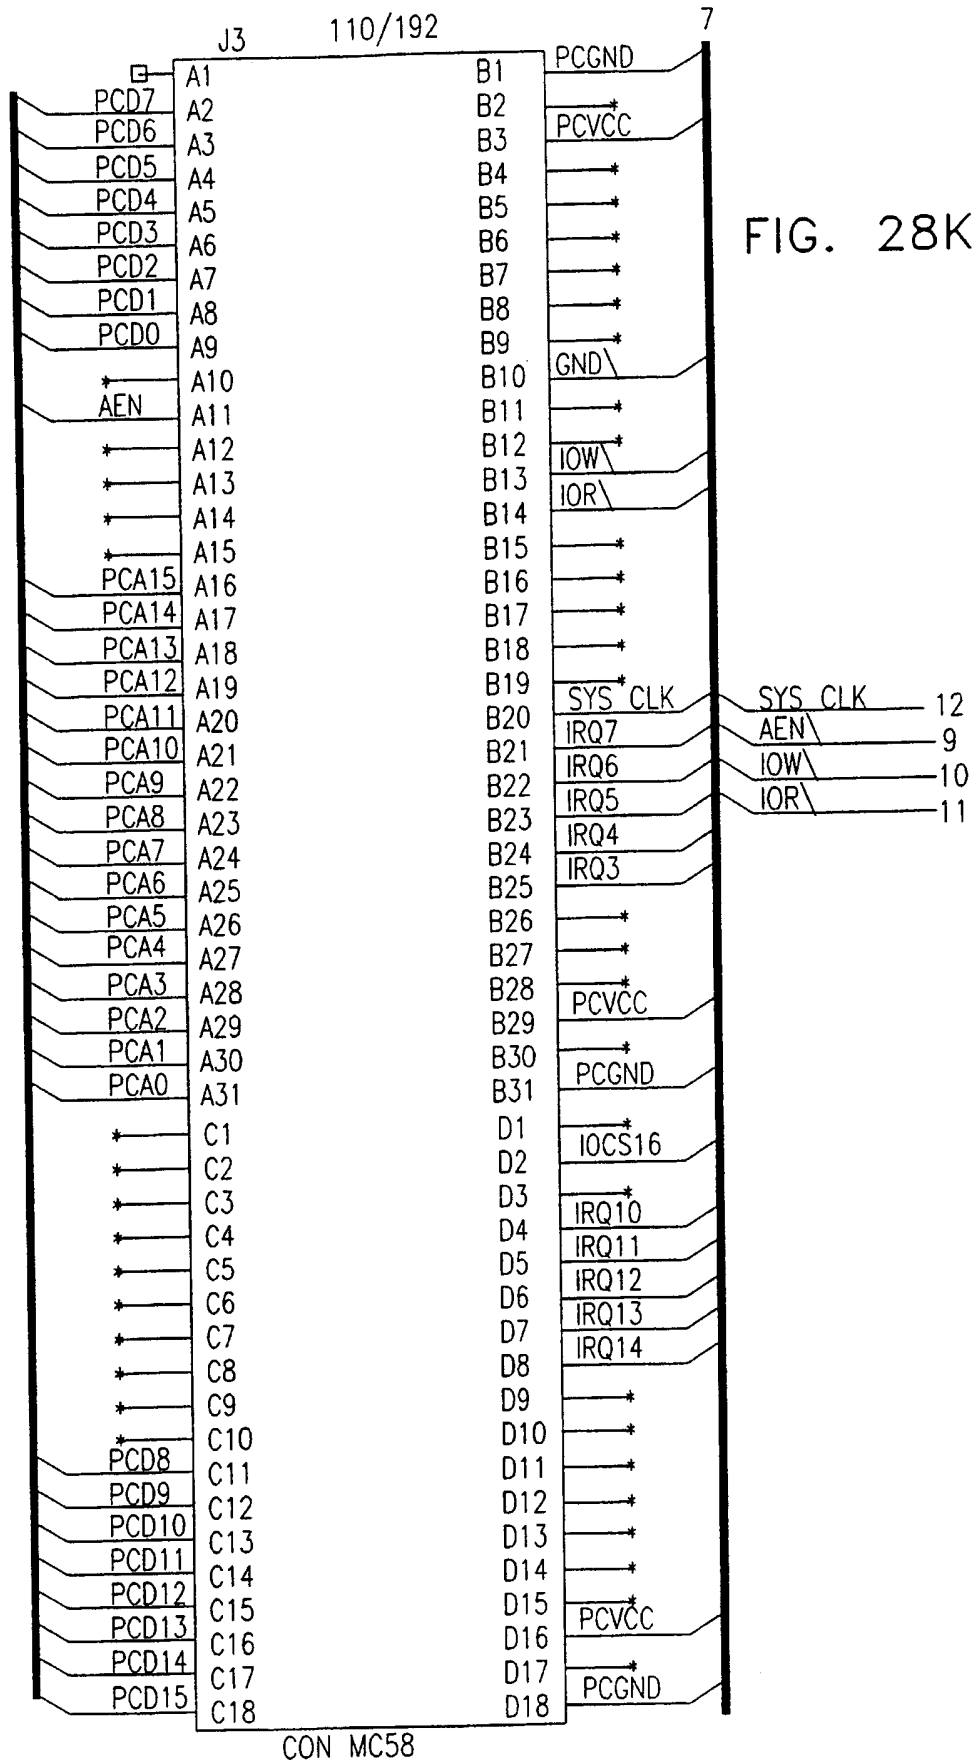 7
J3 110/192
A1 B1 PCGND
PCD7 A2 B2
PCD6 A3 B3 PCVCC
PCD5 A4 B4
PCD4 A5 B5
PCD3 A6 B6
PCD2 A7 B7
PCD1 A8 B8
PCD0 A9 B9
A10 B10 GND\
AEN A11 B11
A12 B12
A13 B13 IOW\
A14 B14 IOR\
A15 B15
PCA15 A16 B16
PCA14 A17 B17
PCA13 A18 B18
PCA12 A19 B19
PCA11 A20 B20 SYS CLK
PCA10 A21 B21 IRQ7
PCA9 A22 B22 IRQ6
PCA8 A23 B23 IRQ5
PCA7 A24 B24 IRQ4
PCA6 A25 B25 IRQ3
PCA5 A26 B26
PCA4 A27 B27
PCA3 A28 B28
PCA2 A29 B29 PCVCC
PCA1 A30 B30
PCA0 A31 B31 PCGND
C1 D1
C2 D2 IOCS16
C3 D3
C4 D4 IRQ10
C5 D5 IRQ11
C6 D6 IRQ12
C7 D7 IRQ13
C8 D8 IRQ14
C9 D9
C10 D10
PCD8 C11 D11
PCD9 C12 D12
PCD10 C13 D13
PCD11 C14 D14
PCD12 C15 D15
PCD13 C16 D16 PCVCC
PCD14 C17 D17
PCD15 C18 D18 PCGND
CON MC58
FIG. 28K
SYS CLK 12
AEN\ 9
IOW\ 10
IOR\ 11